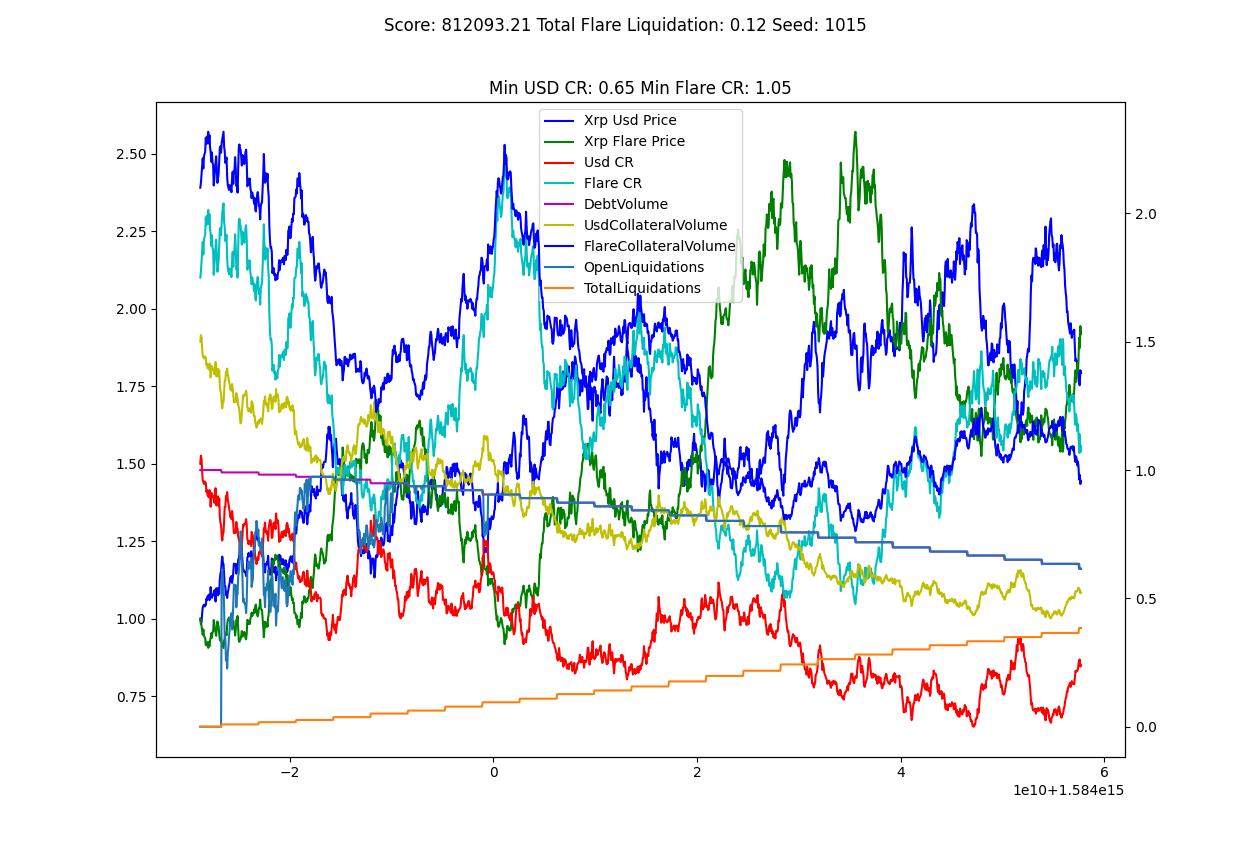 Score: 812093.21 Total Flare Liquidation: 0.12 Seed: 1015
Min USD CR: 0.65 Min Flare CR: 1.05
Xrp Usd Price
Xrp Flare Price
Usd CR
Flare CR
DebtVolume
UsdCollateralVolume
FlareCollateralVolume
OpenLiquidations
TotalLiquidations
2.50
2.25
2.00
1.75
1.50
1.25
1.00
0.75
2.0
1.5
1.0
0.5
0.0
−2 0 2 4 6
1e10+1.584e15